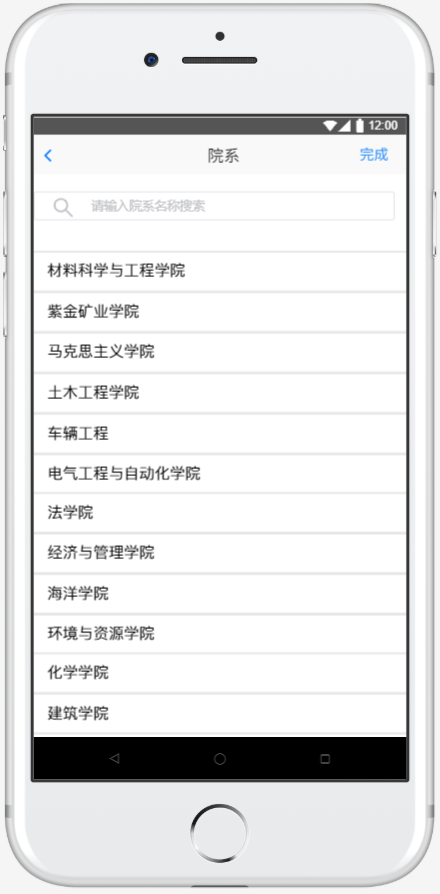 12:00
院系
完成
请输入院系名称搜索
材料科学与工程学院
紫金矿业学院
马克思主义学院
土木工程学院
车辆工程
电气工程与自动化学院
法学院
经济与管理学院
海洋学院
环境与资源学院
化学学院
建筑学院